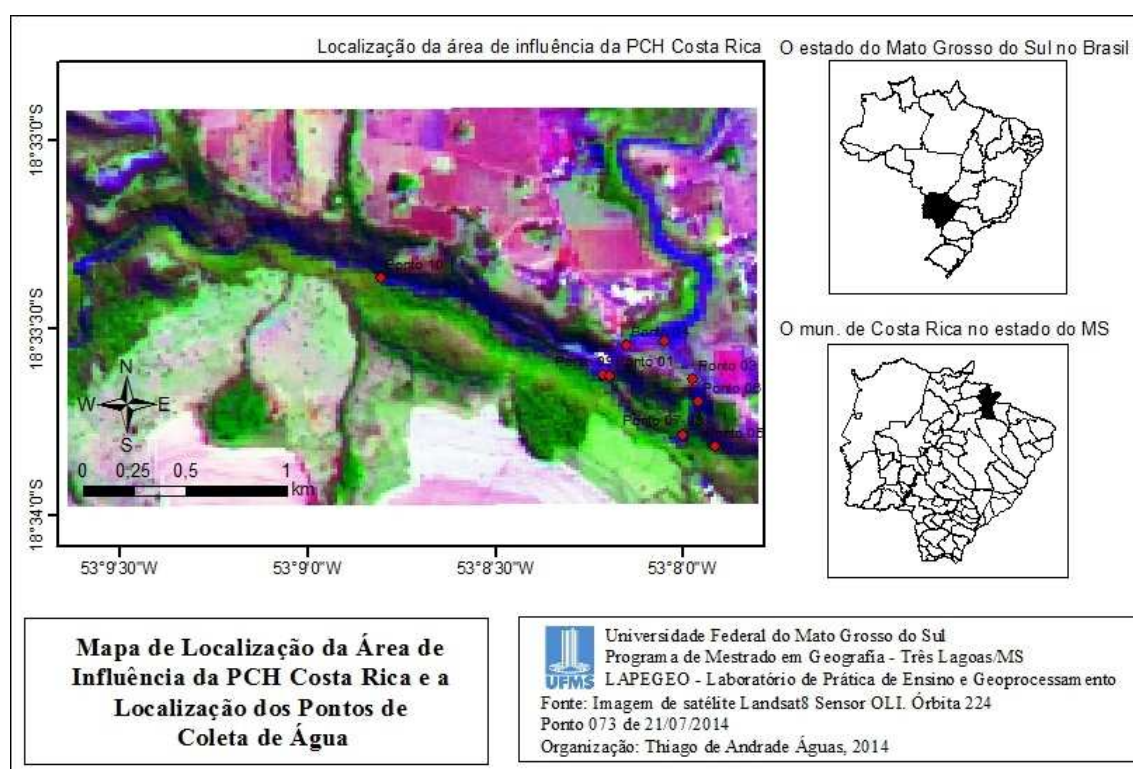 Localização da área de influência da PCH Costa Rica
O estado do Mato Grosso do Sul no Brasil
18°33'0"S
18°33'30"S
18°34'0"S
Ponto 10
Ponto 01
Ponto 03
N
W E
S
0 0,25 0,5 1
km
53°9'30"W 53°9'0"W 53°8'30"W 53°8'0"W
O mun. de Costa Rica no estado do MS
Mapa de Localização da Área de
Influência da PCH Costa Rica e a
Localização dos Pontos de
Coleta de Água
UFMS
Universidade Federal do Mato Grosso do Sul
Programa de Mestrado em Geografia - Três Lagoas/MS
LAPEGEO - Laboratório de Prática de Ensino e Geoprocessamento
Fonte: Imagem de satélite Landsat8 Sensor OLI. Órbita 224
Ponto 073 de 21/07/2014
Organização: Thiago de Andrade Águas, 2014